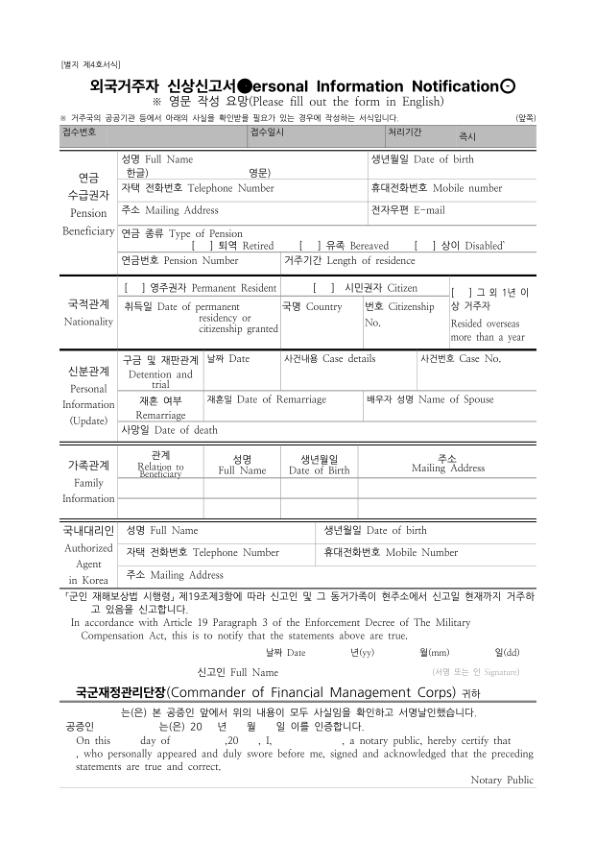 [별지 제4호서식]
외국거주자 신상신고서●ersonal Information Notification⊙
※ 영문 작성 요망(Please fill out the form in English)
※ 거주국의 공공기관 등에서 아래의 사실을 확인받을 필요가 있는 경우에 작성하는 서식입니다. (앞쪽)
접수번호 접수일시 처리기간 즉시
연금
수급권자
Pension
Beneficiary
성명 Full Name 생년월일 Date of birth
한글) 영문)
자택 전화번호 Telephone Number 휴대전화번호 Mobile number
주소 Mailing Address 전자우편 E-mail
연금 종류 Type of Pension
[ ] 퇴역 Retired [ ] 유족 Bereaved [ ] 상이 Disabled`
연금번호 Pension Number 거주기간 Length of residence
국적관계
Nationality
[ ] 영주권자 Permanent Resident [ ] 시민권자 Citizen
취득일 Date of permanent
residency or
citizenship granted
국명 Country
번호 Citizenship
No.
[ ] 그 외 1년 이
상 거주자
Resided overseas
more than a year
신분관계
Personal
Information
(Update)
구금 및 재판관계
Detention and
trial
날짜 Date 사건내용 Case details 사건번호 Case No.
재혼 여부
Remarriage
재혼일 Date of Remarriage 배우자 성명 Name of Spouse
사망일 Date of death
가족관계
Family
Information
관계
Relation to
Beneficiary
성명
Full Name
생년월일
Date of Birth
주소
Mailing Address
국내대리인
Authorized
Agent
in Korea
성명 Full Name 생년월일 Date of birth
자택 전화번호 Telephone Number 휴대전화번호 Mobile Number
주소 Mailing Address
「군인 재해보상법 시행령」 제19조제3항에 따라 신고인 및 그 동거가족이 현주소에서 신고일 현재까지 거주하
고 있음을 신고합니다.
In accordance with Article 19 Paragraph 3 of the Enforcement Decree of The Military
Compensation Act, this is to notify that the statements above are true.
날짜 Date 년(yy) 월(mm) 일(dd)
신고인 Full Name (서명 또는 인 Signature)
국군재정관리단장(Commander of Financial Management Corps) 귀하
는(은) 본 공증인 앞에서 위의 내용이 모두 사실임을 확인하고 서명날인했습니다.
공증인 는(은) 20 년 월 일 이를 인증합니다.
On this day of ,20 , I, , a notary public, hereby certify that
, who personally appeared and duly swore before me, signed and acknowledged that the preceding
statements are true and correct.
Notary Public